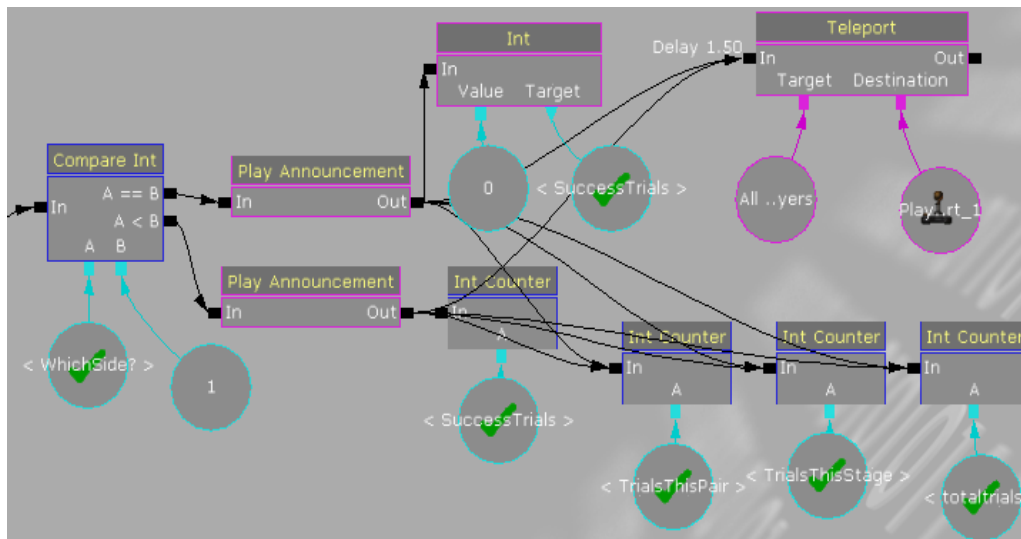 Int
In
Value Target
0
< SuccessTrials >
Delay 1.50
Teleport
In Out
Target Destination
All ..yers
Play..rt_1
Compare Int
In
A == B
A < B
A B
< WhichSide? >
1
Play Announcement
In Out
Play Announcement
In Out
Int Counter
In
A
< SuccessTrials >
Int Counter
In
A
< TrialsThisPair >
Int Counter
In
A
< TrialsThisStage >
Int Counter
In
A
< totaltrials